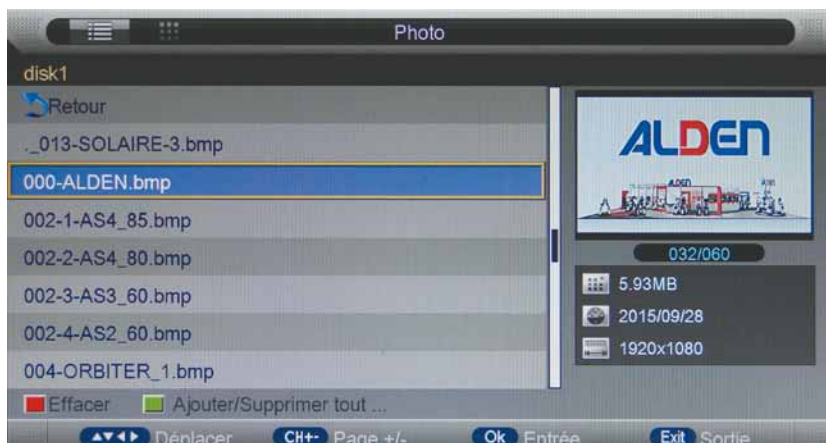 Photo
disk1
Retour
._013-SOLAIRE-3.bmp
000-ALDEN.bmp
002-1-AS4_85.bmp
002-2-AS4_80.bmp
002-3-AS3_60.bmp
002-4-AS2_60.bmp
004-ORBITER_1.bmp
ALDEN
ALDEN
032/060
5.93MB
2015/09/28
1920x1080
Effacer Ajouter/Supprimer tout ...
Déplacer CH+- Page +/- Ok Entrée Exit Sortie